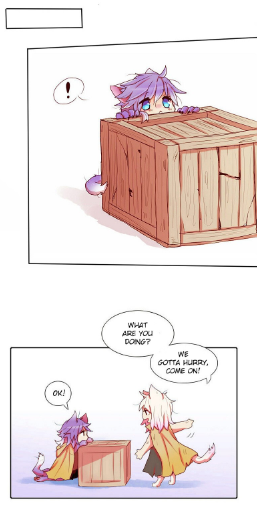 !
WHAT
ARE YOU
DOING?
WE
GOTTA HURRY,
COME ON!
OK!